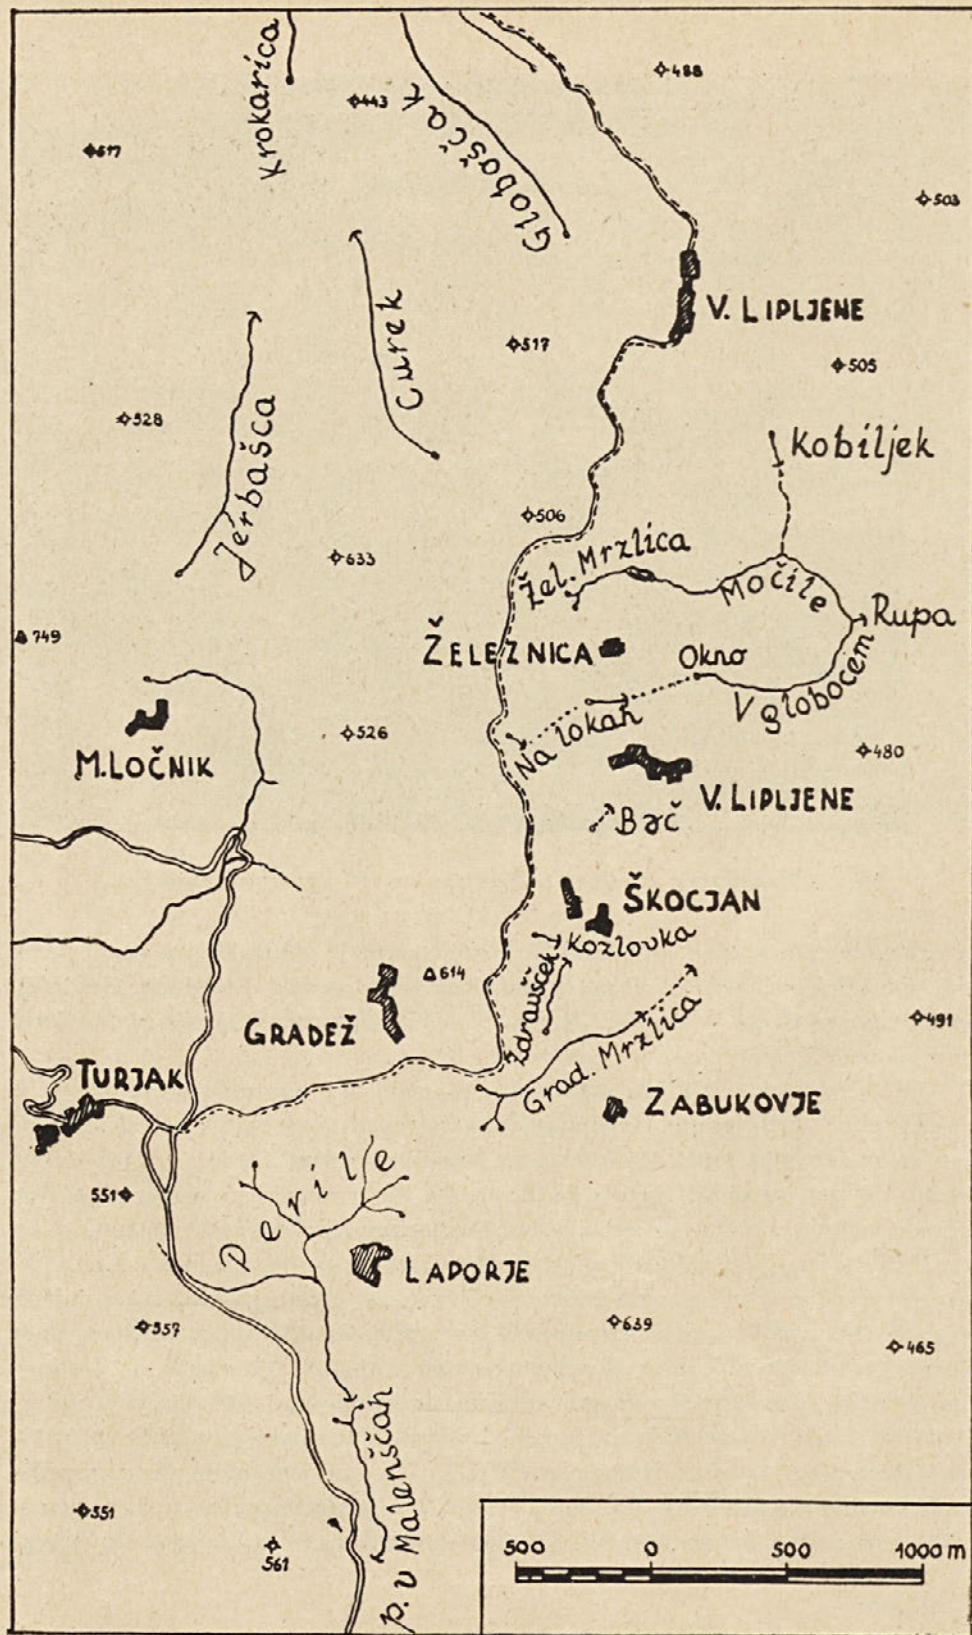 Krokarica
488
443
Globoščak
617
503
V. LIPLJENE
Curek
517
505
Jerbašca
528
Kobiljek
506
633
Žel. Mrzlica
Močile
Rupa
749
ŽELEZNICA
Okno
V globočem
Na lokah
526
480
M. LOČNIK
V. LIPLJENE
Bəč
ŠKOCJAN
Kozlovka
Zdravšček
614
491
GRADEŽ
Grad. Mrzlica
TURJAK
ZABUKOVJE
Perile
551
LAPORJE
557
639
465
p. v Malenščah
551
561
500 0 500 1000 m